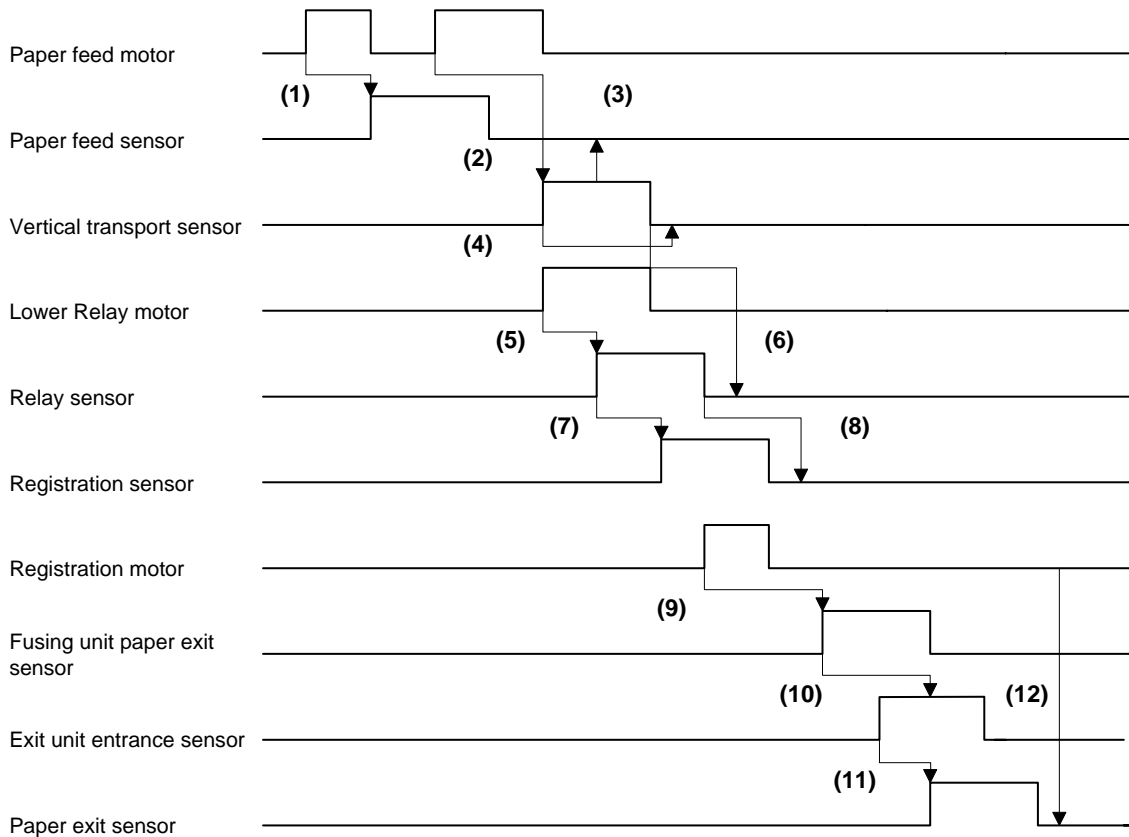 Paper feed motor
(1)
(3)
Paper feed sensor
(2)
Vertical transport sensor
(4)
Lower Relay motor
(5)
(6)
Relay sensor
(7)
(8)
Registration sensor
Registration motor
(9)
Fusing unit paper exit
sensor
(10)
(12)
Exit unit entrance sensor
(11)
Paper exit sensor